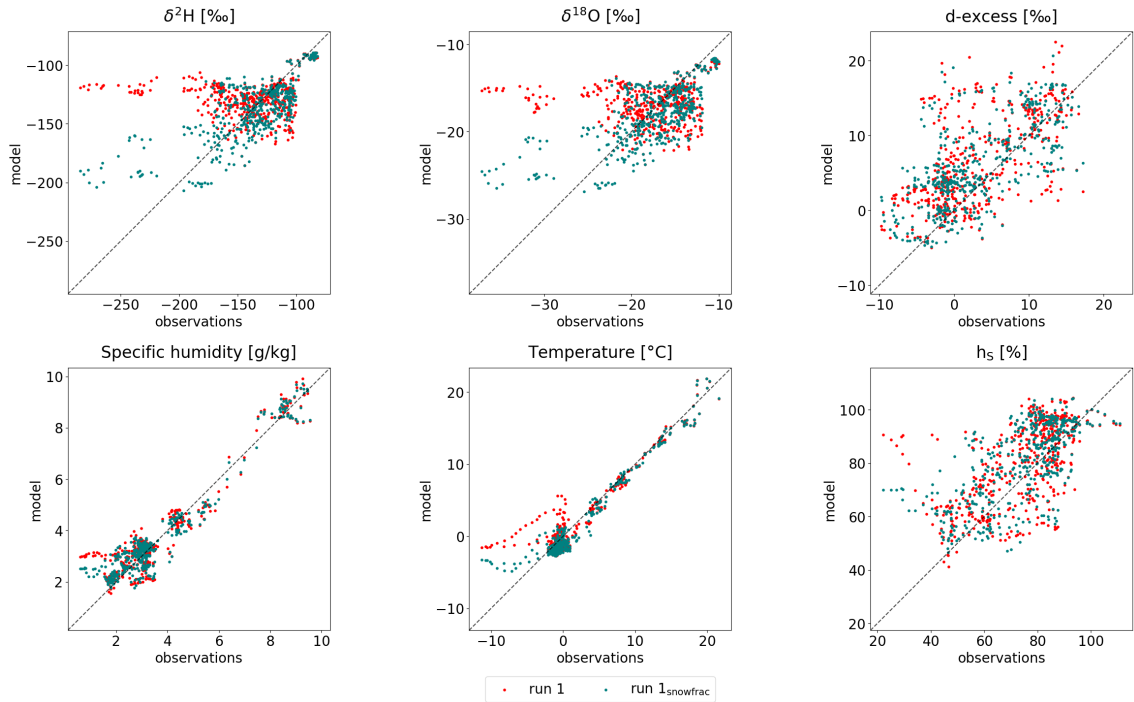 δ²H [‰]
−100
−150
−200
−250
model
−250 −200 −150 −100
observations
δ¹⁸O [‰]
−10
−20
−30
model
−30 −20 −10
observations
d-excess [‰]
20
10
0
−10
model
−10 0 10 20
observations
Specific humidity [g/kg]
10
8
6
4
2
model
2 4 6 8 10
observations
Temperature [°C]
20
10
0
−10
model
−10 0 10 20
observations
hS [%]
100
80
60
40
20
model
20 40 60 80 100
observations
run 1 run 1snowfrac